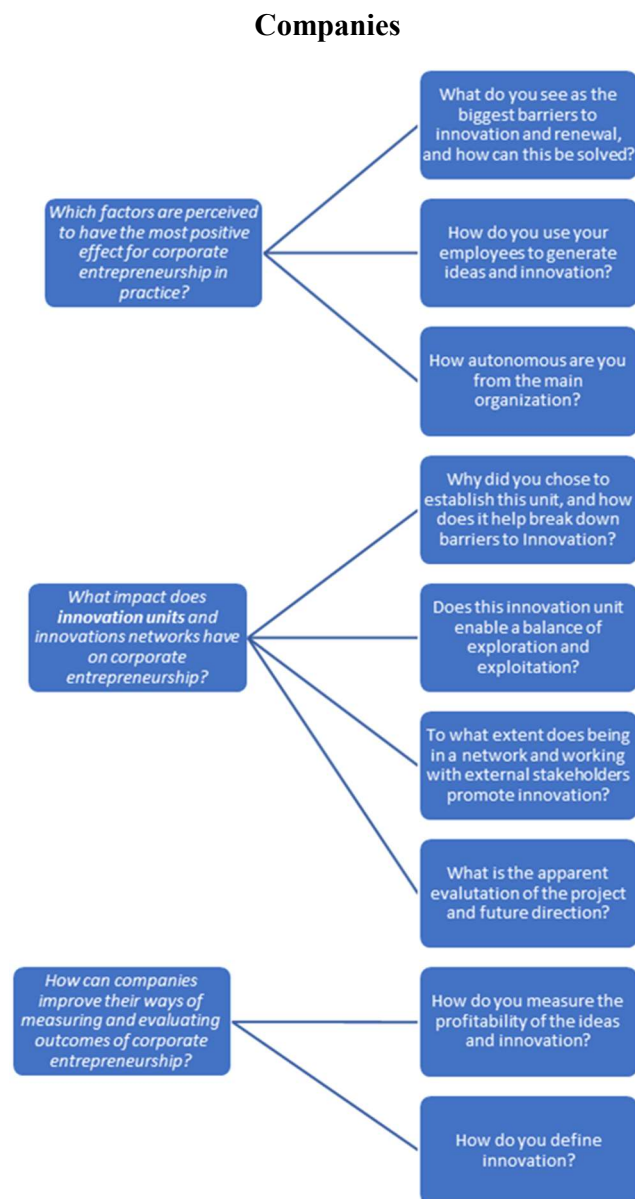 Companies
What do you see as the
biggest barriers to
innovation and renewal,
and how can this be solved?
Which factors are perceived
to have the most positive
effect for corporate
entrepreneurship in
practice?
How do you use your
employees to generate
ideas and innovation?
How autonomous are you
from the main
organization?
Why did you chose to
establish this unit, and how
does it help break down
barriers to Innovation?
What impact does
innovation units and
innovations networks have
on corporate
entrepreneurship?
Does this innovation unit
enable a balance of
exploration and
exploitation?
To what extent does being
in a network and working
with external stakeholders
promote innovation?
What is the apparent
evalutation of the project
and future direction?
How can companies
improve their ways of
measuring and evaluating
outcomes of corporate
entrepreneurship?
How do you measure the
profitability of the ideas
and innovation?
How do you define
innovation?